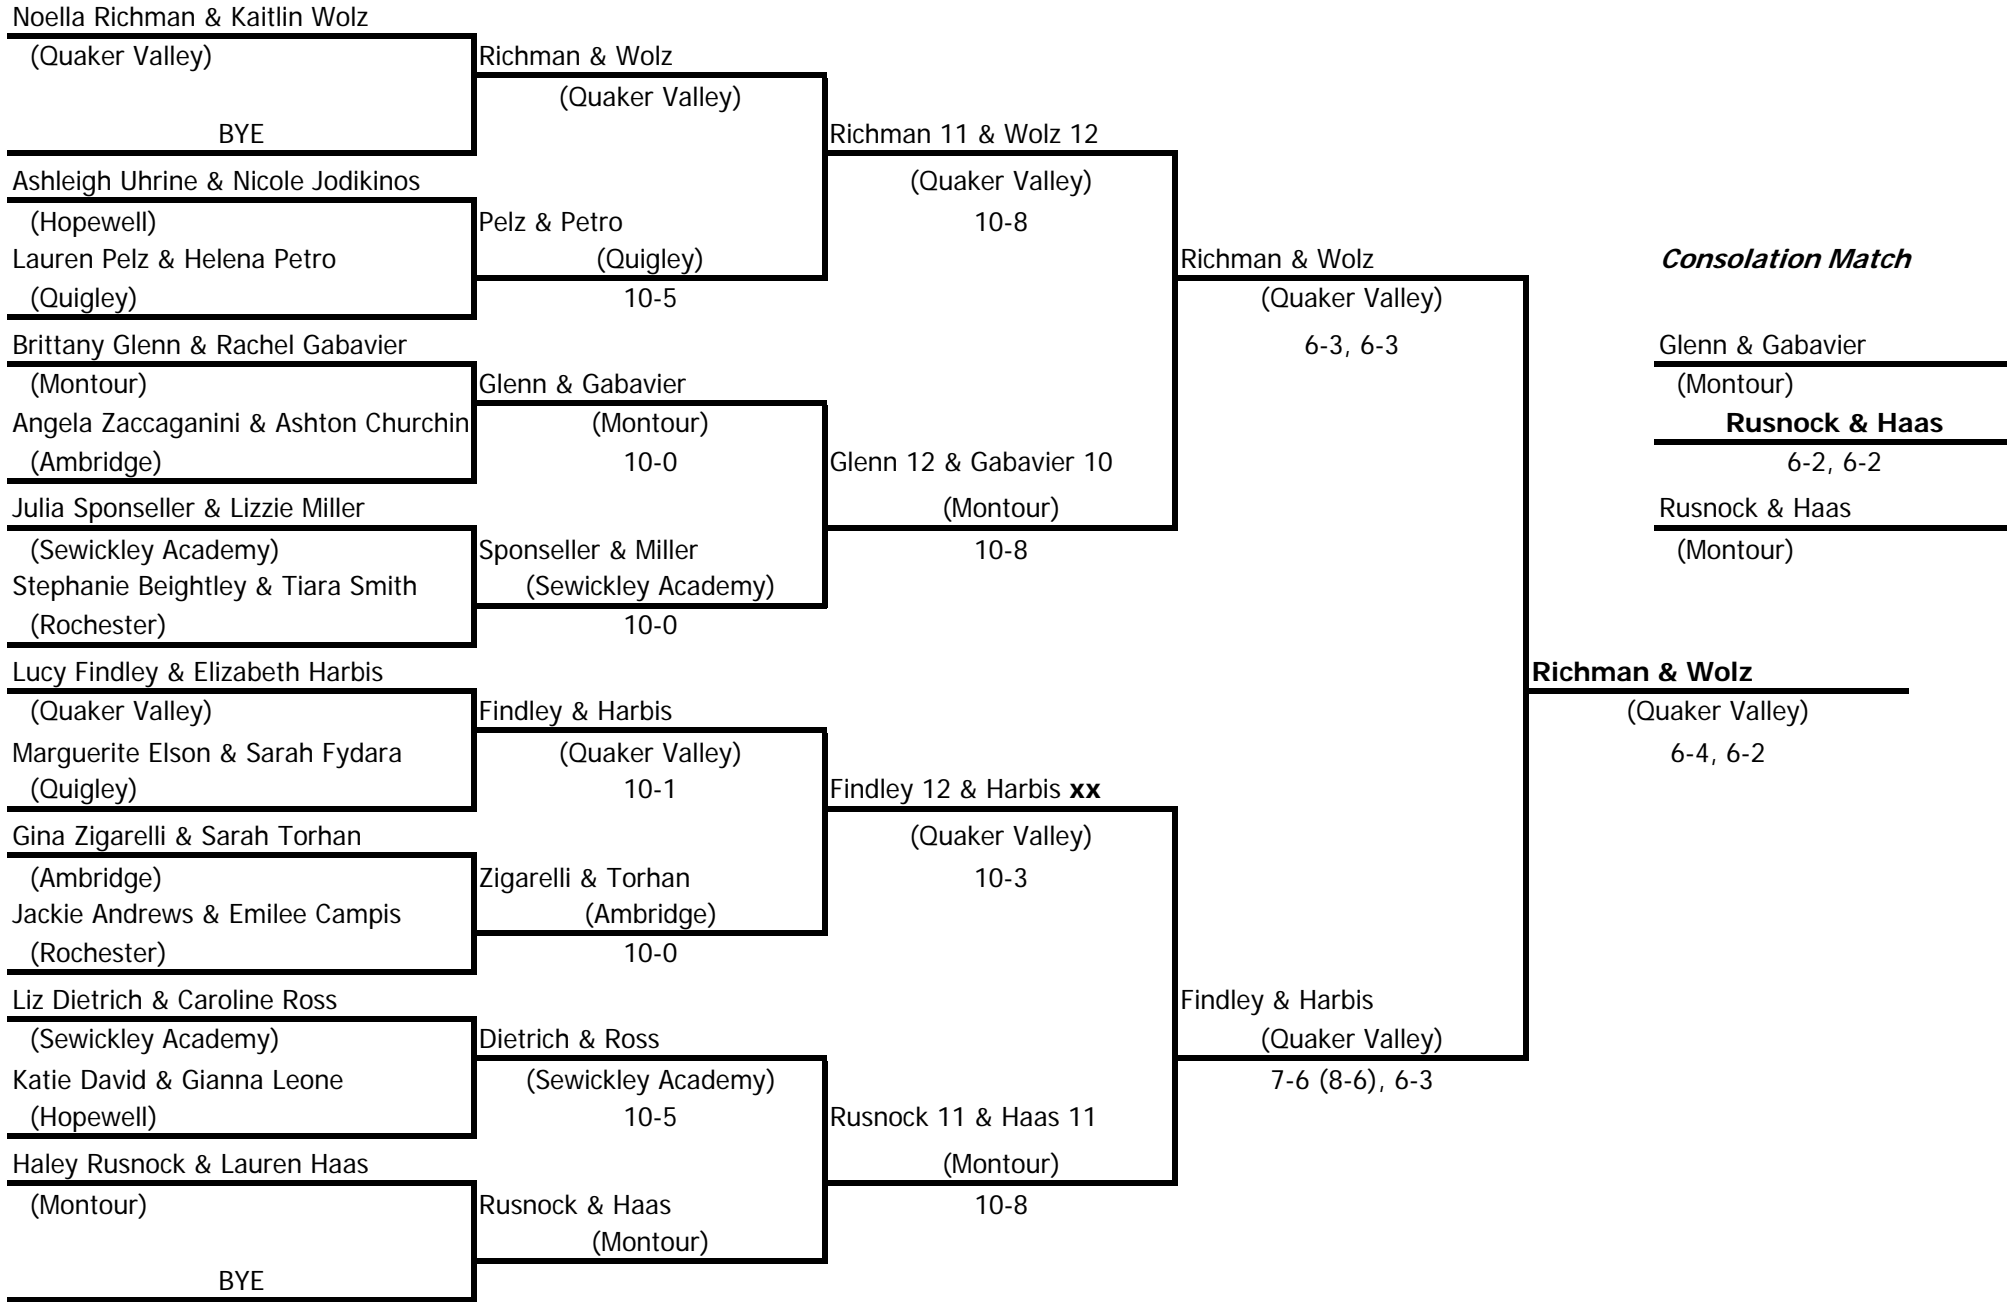 Noella Richman & Kaitlin Wolz
(Quaker Valley)
BYE
Ashleigh Uhrine & Nicole Jodikinos
(Hopewell)
Lauren Pelz & Helena Petro
(Quigley)
Brittany Glenn & Rachel Gabavier
(Montour)
Angela Zaccaganini & Ashton Churchin
(Ambridge)
Julia Sponseller & Lizzie Miller
(Sewickley Academy)
Stephanie Beightley & Tiara Smith
(Rochester)
Lucy Findley & Elizabeth Harbis
(Quaker Valley)
Marguerite Elson & Sarah Fydara
(Quigley)
Gina Zigarelli & Sarah Torhan
(Ambridge)
Jackie Andrews & Emilee Campis
(Rochester)
Liz Dietrich & Caroline Ross
(Sewickley Academy)
Katie David & Gianna Leone
(Hopewell)
Haley Rusnock & Lauren Haas
(Montour)
BYE
Richman & Wolz
(Quaker Valley)
Pelz & Petro
(Quigley)
10-5
Glenn & Gabavier
(Montour)
10-0
Sponseller & Miller
(Sewickley Academy)
10-0
Findley & Harbis
(Quaker Valley)
10-1
Zigarelli & Torhan
(Ambridge)
10-0
Dietrich & Ross
(Sewickley Academy)
10-5
Rusnock & Haas
(Montour)
Richman 11 & Wolz 12
(Quaker Valley)
10-8
Glenn 12 & Gabavier 10
(Montour)
10-8
Findley 12 & Harbis xx
(Quaker Valley)
10-3
Rusnock 11 & Haas 11
(Montour)
10-8
Richman & Wolz
(Quaker Valley)
6-3, 6-3
Findley & Harbis
(Quaker Valley)
7-6 (8-6), 6-3
Richman & Wolz
(Quaker Valley)
6-4, 6-2
Consolation Match
Glenn & Gabavier
(Montour)
Rusnock & Haas
6-2, 6-2
Rusnock & Haas
(Montour)